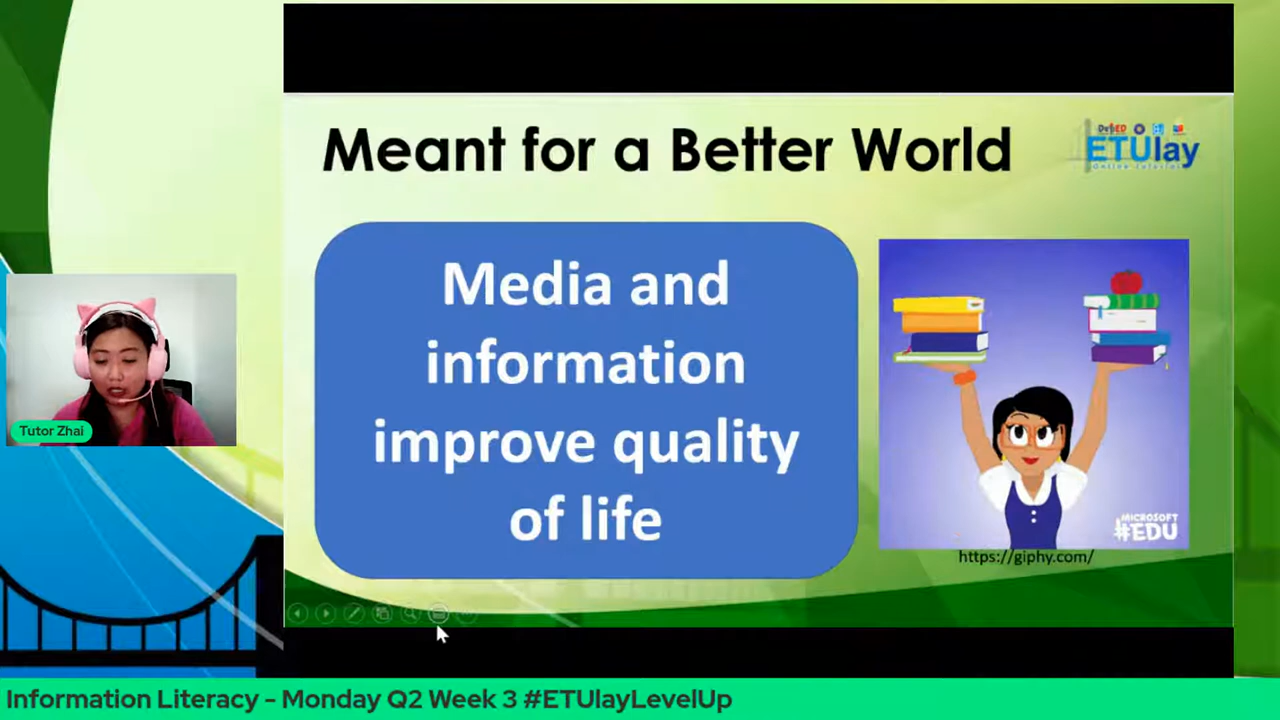 Meant for a Better World
DepED
ETUlay
Online Tutorial
Media and
information
improve quality
of life
MICROSOFT
#EDU
https://giphy.com/
Tutor Zhai
Information Literacy - Monday Q2 Week 3 #ETUlayLevelUp